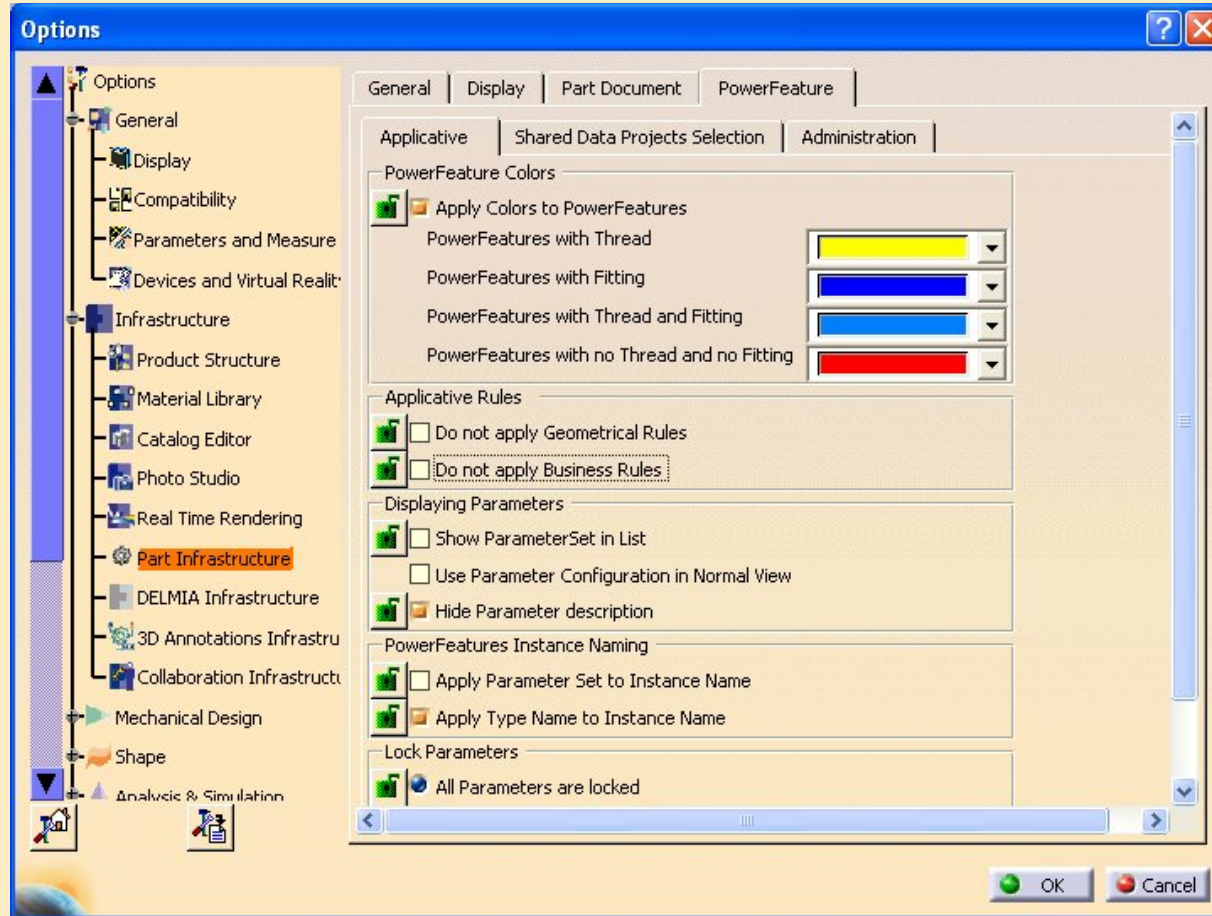 Options
Options
General
Display
Compatibility
Parameters and Measure
Devices and Virtual Realit
Infrastructure
Product Structure
Material Library
Catalog Editor
Photo Studio
Real Time Rendering
Part Infrastructure
DELMIA Infrastructure
3D Annotations Infrastru
Collaboration Infrastructu
Mechanical Design
Shape
Analysis & Simulation
General Display Part Document PowerFeature
Applicative Shared Data Projects Selection Administration
PowerFeature Colors
Apply Colors to PowerFeatures
PowerFeatures with Thread
PowerFeatures with Fitting
PowerFeatures with Thread and Fitting
PowerFeatures with no Thread and no Fitting
Applicative Rules
Do not apply Geometrical Rules
Do not apply Business Rules
Displaying Parameters
Show ParameterSet in List
Use Parameter Configuration in Normal View
Hide Parameter description
PowerFeatures Instance Naming
Apply Parameter Set to Instance Name
Apply Type Name to Instance Name
Lock Parameters
All Parameters are locked
OK Cancel